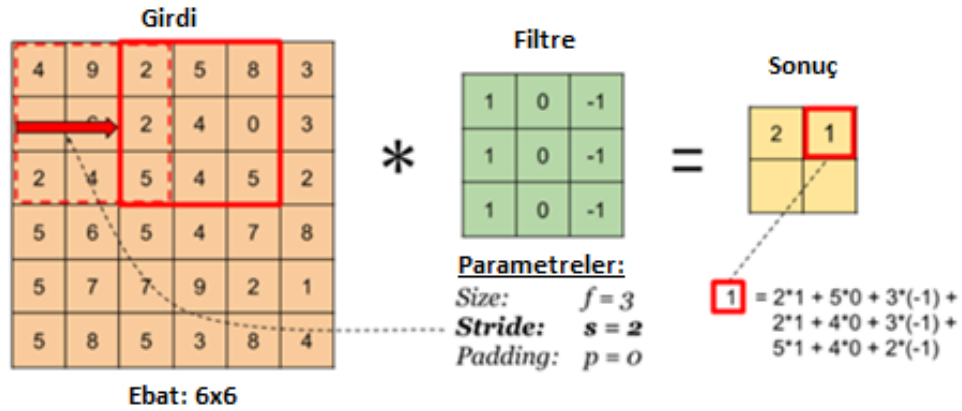 Girdi
Filtre
Sonuç
4 9 2 5 8 3
2 4 0 3
2 4 5 4 5 2
5 6 5 4 7 8
5 7 7 9 2 1
5 8 5 3 8 4
*
1 0 -1
1 0 -1
1 0 -1
=
2 1
Parametreler:
Size: f = 3
Stride: s = 2
Padding: p = 0
1 = 2*1 + 5*0 + 3*(-1) +
2*1 + 4*0 + 3*(-1) +
5*1 + 4*0 + 2*(-1)
Ebat: 6x6